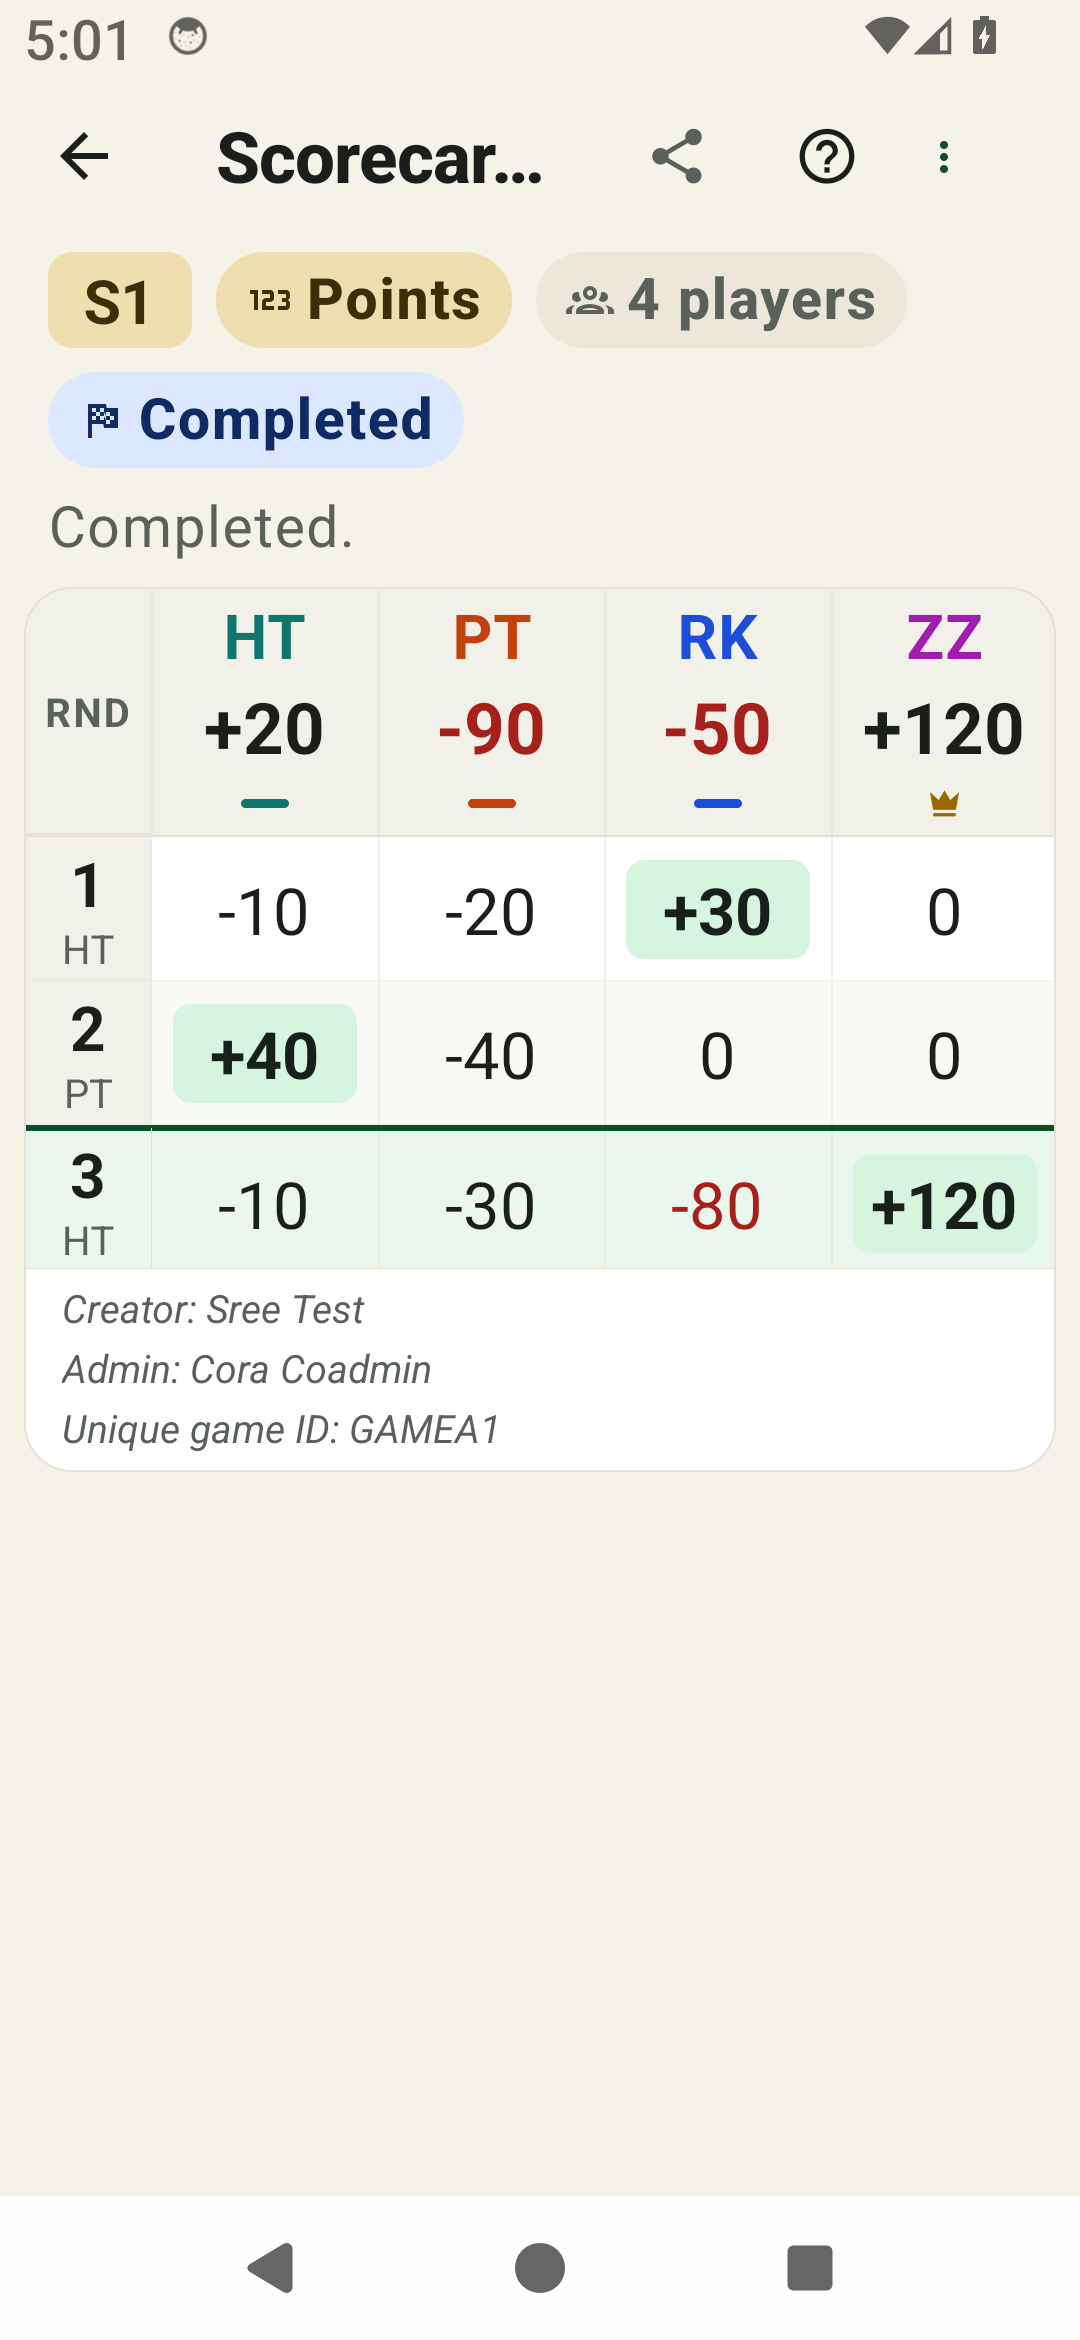 5:01
Scorecar...
S1
123 Points
4 players
Completed
Completed.
RND HT PT RK ZZ
+20 -90 -50 +120
1 HT -10 -20 +30 0
2 PT +40 -40 0 0
3 HT -10 -30 -80 +120
Creator: Sree Test
Admin: Cora Coadmin
Unique game ID: GAMEA1